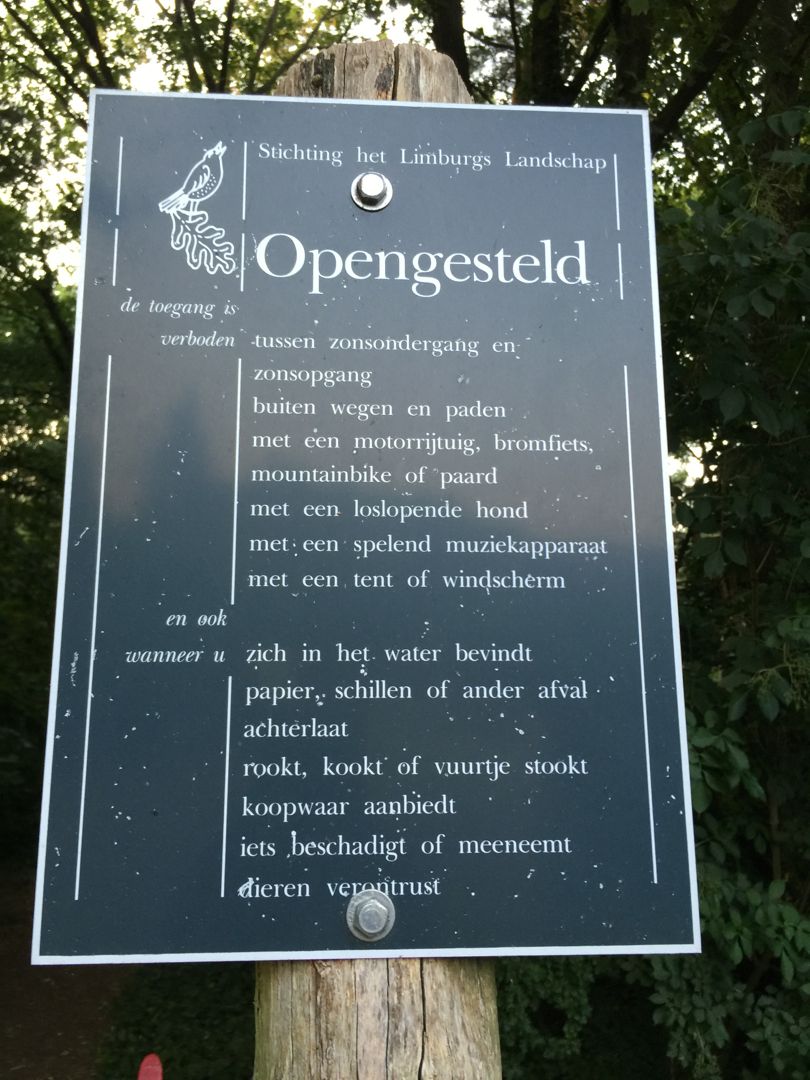 Stichting het Limburgs Landschap
Opengesteld
de toegang is
verboden tussen zonsondergang en
zonsopgang
buiten wegen en paden
met een motorrijtuig, bromfiets,
mountainbike of paard
met een loslopende hond
met een spelend muziekapparaat
met een tent of windscherm
en ook
wanneer u zich in het water bevindt
papier, schillen of ander afval
achterlaat
rookt, kookt of vuurtje stookt
koopwaar aanbiedt
iets beschadigt of meeneemt
dieren verontrust